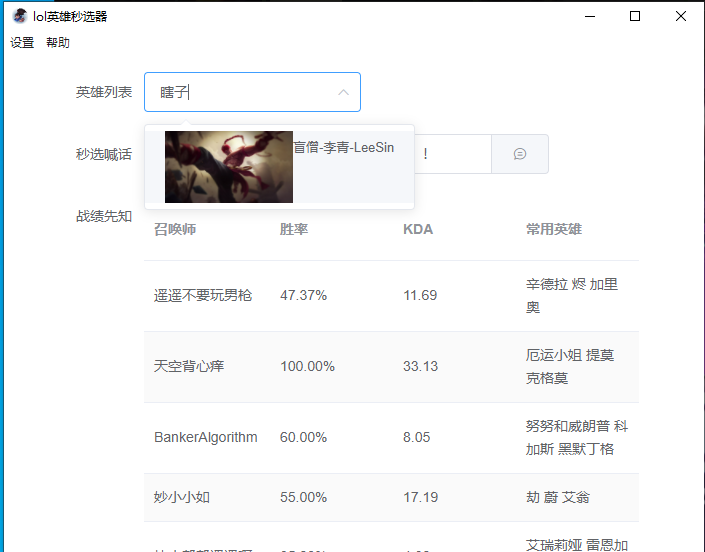 lol英雄秒选器
设置 帮助
英雄列表 瞎子
盲僧-李青-LeeSin
秒选喊话 ！
战绩先知
召唤师 胜率 KDA 常用英雄
遥遥不要玩男枪 47.37% 11.69 辛德拉 烬 加里
奥
天空背心痒 100.00% 33.13 厄运小姐 提莫
克格莫
BankerAlgorithm 60.00% 8.05 努努和威朗普 科
加斯 黑默丁格
妙小小如 55.00% 17.19 劫 蔚 艾翁
艾瑞莉娅 雷恩加